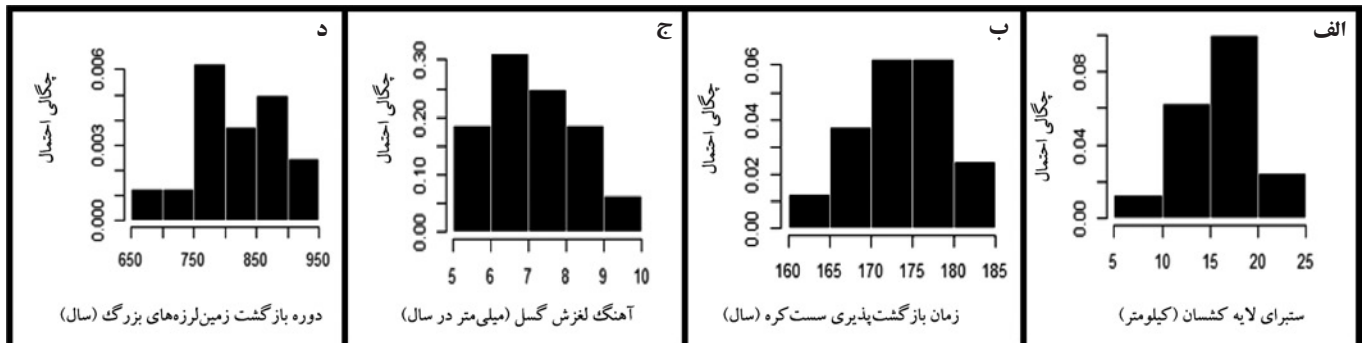 الف
چگالی احتمال
0.00 0.04 0.08
5 10 15 20 25
ستبرای لایه کشسان (کیلومتر)
ب
چگالی احتمال
0.00 0.02 0.04 0.06
160 165 170 175 180 185
زمان بازگشت‌پذیری سست‌کره (سال)
ج
چگالی احتمال
0.00 0.10 0.20 0.30
5 6 7 8 9 10
آهنگ لغزش گسل (میلی‌متر در سال)
د
چگالی احتمال
0.000 0.003 0.006
650 750 850 950
دوره بازگشت زمین‌لرزه‌های بزرگ (سال)